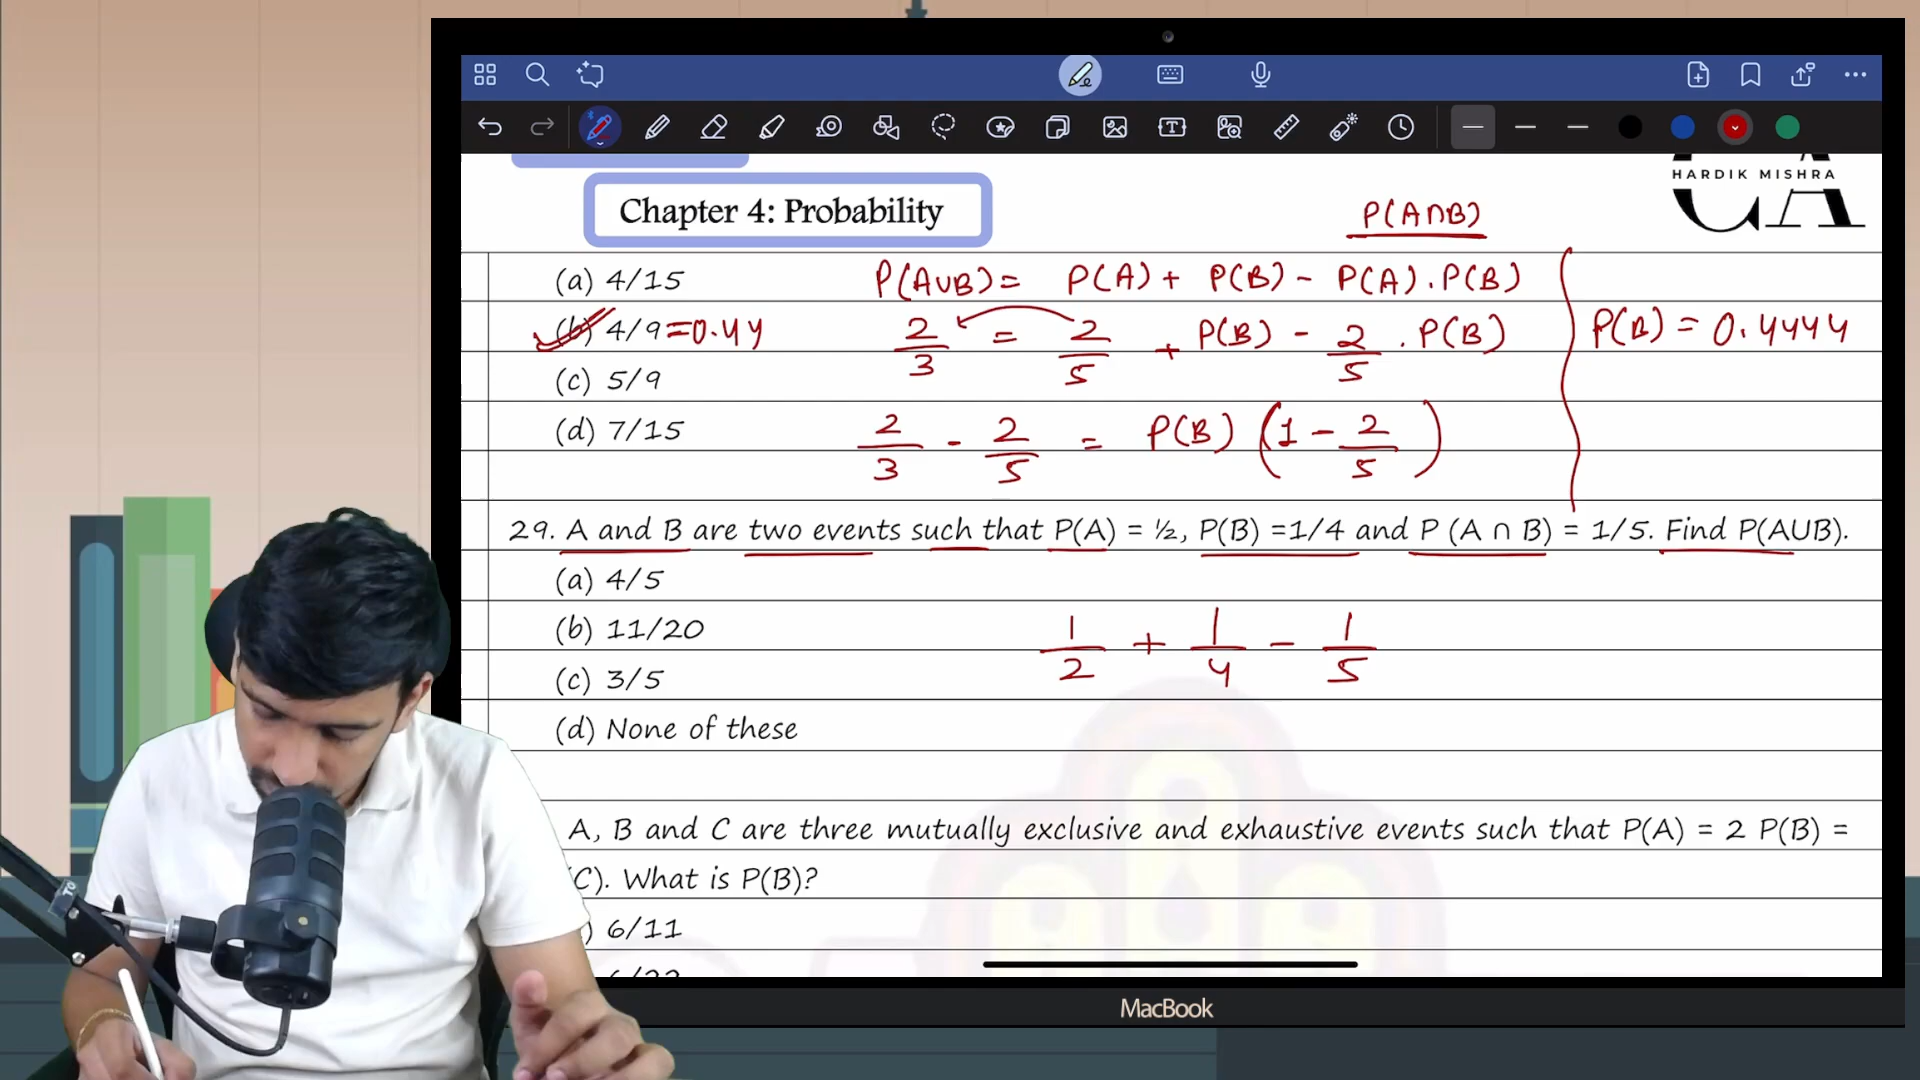 HARDIK MISHRA
CA
Chapter 4: Probability
P(A∩B)
(a) 4/15
P(A∪B) = P(A) + P(B) - P(A).P(B)
(b) 4/9 = 0.44
2/3 = 2/5 + P(B) - 2/5 . P(B)
P(B) = 0.4444
(c) 5/9
(d) 7/15
2/3 - 2/5 = P(B) (1 - 2/5)
29. A and B are two events such that P(A) = ½, P(B) =1/4 and P (A ∩ B) = 1/5. Find P(AUB).
(a) 4/5
(b) 11/20
1/2 + 1/4 - 1/5
(c) 3/5
(d) None of these
A, B and C are three mutually exclusive and exhaustive events such that P(A) = 2 P(B) =
(C). What is P(B)?
) 6/11
MacBook